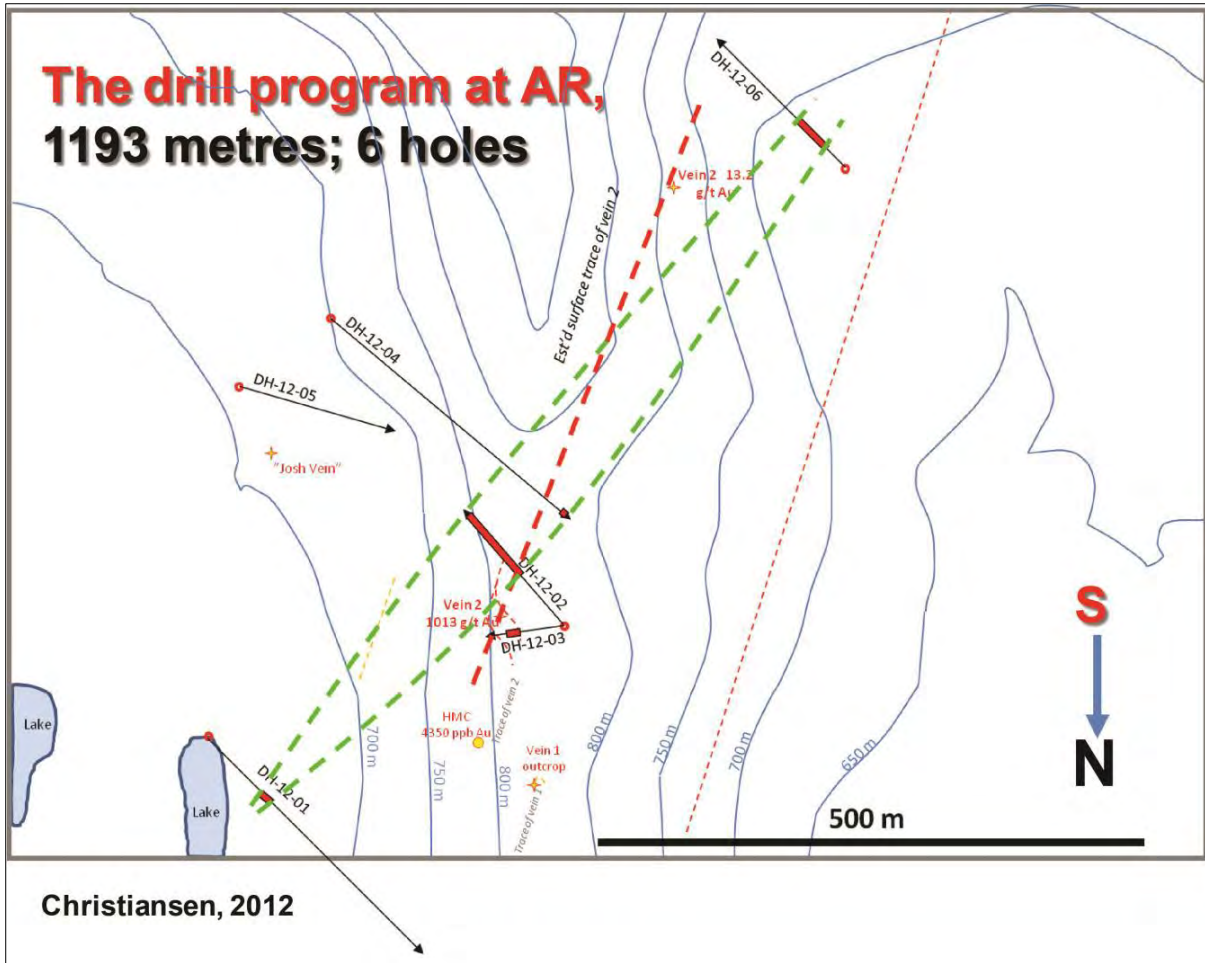 The drill program at AR,
1193 metres; 6 holes
DH-12-06
Vein 2 13.2
g/t Au
Est'd surface trace of vein 2
DH-12-04
DH-12-05
"Josh Vein"
DH-12-02
Vein 2
1013 g/t Au
DH-12-03
Trace of vein 2
HMC
4350 ppb Au
Vein 1
outcrop
Trace of vein 1
Lake
Lake
DH-12-01
700 m
750 m
800 m
800 m
750 m
700 m
650 m
S
N
500 m
Christiansen, 2012